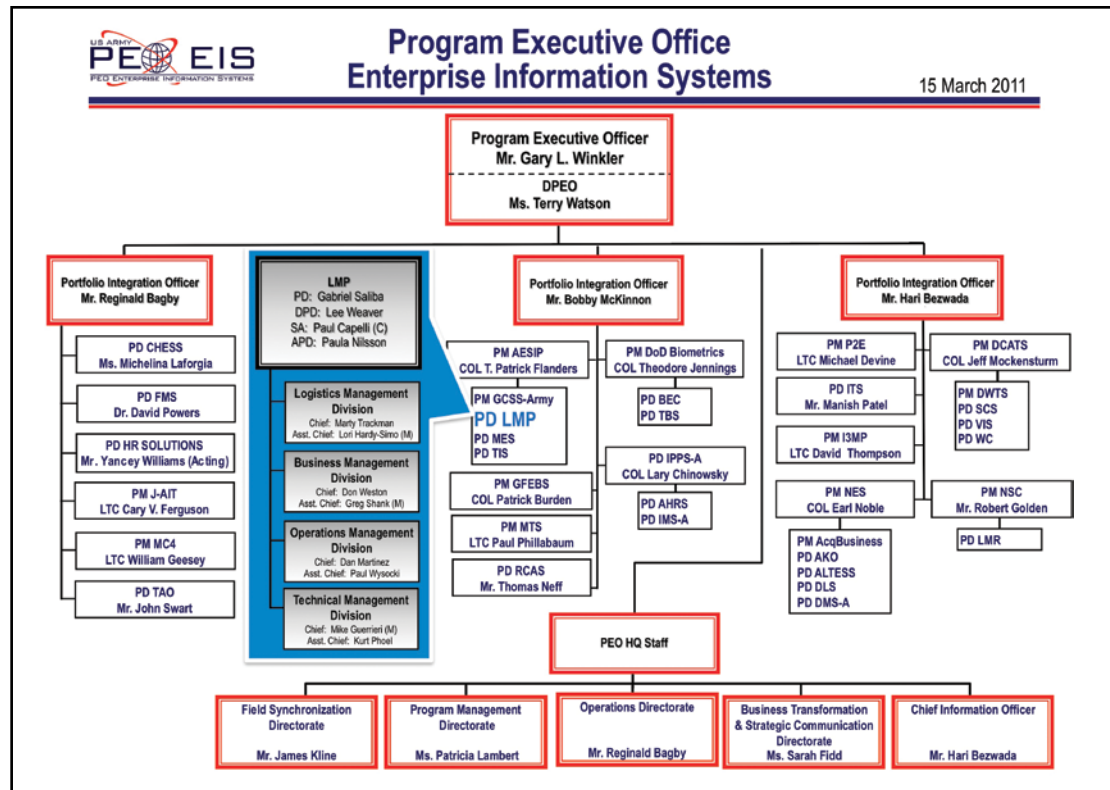 US ARMY
PEO EIS
PEO ENTERPRISE INFORMATION SYSTEMS
Program Executive Office
Enterprise Information Systems
15 March 2011
Program Executive Officer
Mr. Gary L. Winkler
DPEO
Ms. Terry Watson
Portfolio Integration Officer
Mr. Reginald Bagby
PD CHESS
Ms. Michelina Laforgia
PD FMS
Dr. David Powers
PD HR SOLUTIONS
Mr. Yancey Williams (Acting)
PM J-AIT
LTC Cary V. Ferguson
PM MC4
LTC William Geesey
PD TAO
Mr. John Swart
LMP
PD: Gabriel Saliba
DPD: Lee Weaver
SA: Paul Capelli (C)
APD: Paula Nilsson
Logistics Management
Division
Chief: Marty Trackman
Asst. Chief: Lori Hardy-Simo (M)
Business Management
Division
Chief: Don Weston
Asst. Chief: Greg Shank (M)
Operations Management
Division
Chief: Dan Martinez
Asst. Chief: Paul Wysocki
Technical Management
Division
Chief: Mike Guerrieri (M)
Asst. Chief: Kurt Phoel
Portfolio Integration Officer
Mr. Bobby McKinnon
PM AESIP
COL T. Patrick Flanders
PM GCSS-Army
PD LMP
PD MES
PD TIS
PM GFEBS
COL Patrick Burden
PM MTS
LTC Paul Phillabaum
PD RCAS
Mr. Thomas Neff
PM DoD Biometrics
COL Theodore Jennings
PD BEC
PD TBS
PD IPPS-A
COL Lary Chinowsky
PD AHRS
PD IMS-A
Portfolio Integration Officer
Mr. Hari Bezwada
PM P2E
LTC Michael Devine
PD ITS
Mr. Manish Patel
PM I3MP
LTC David Thompson
PM NES
COL Earl Noble
PM AcqBusiness
PD AKO
PD ALTESS
PD DLS
PD DMS-A
PM DCATS
COL Jeff Mockensturm
PM DWTS
PD SCS
PD VIS
PD WC
PM NSC
Mr. Robert Golden
PD LMR
PEO HQ Staff
Field Synchronization
Directorate
Mr. James Kline
Program Management
Directorate
Ms. Patricia Lambert
Operations Directorate
Mr. Reginald Bagby
Business Transformation
& Strategic Communication
Directorate
Ms. Sarah Fidd
Chief Information Officer
Mr. Hari Bezwada